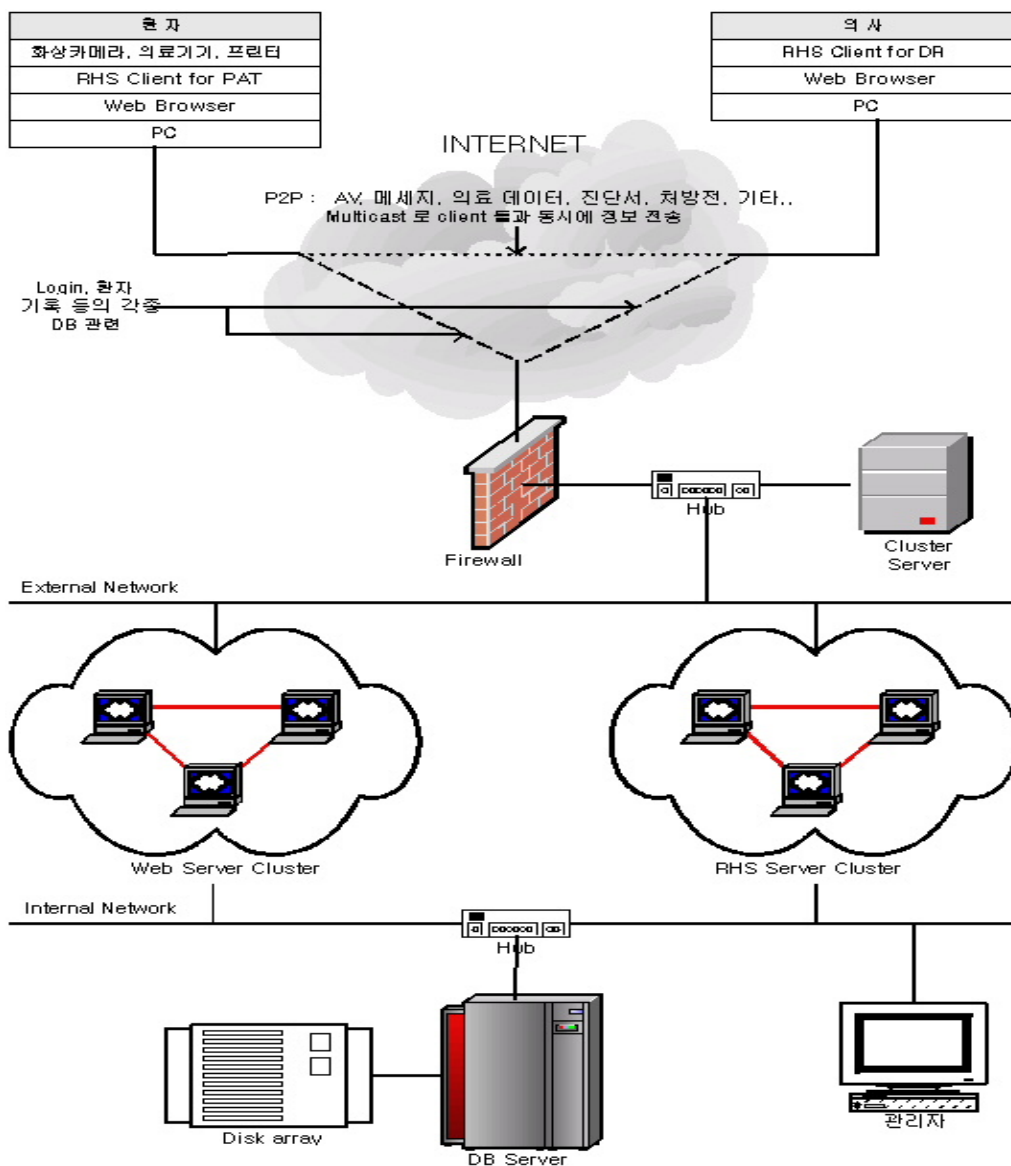 환 자
화상카메라, 의료기기, 프린터
RHS Client for PAT
Web Browser
PC
의 사
RHS Client for DR
Web Browser
PC
INTERNET
P2P : AV, 메세지, 의료 데이터, 진단서, 처방전, 기타..
Multicast 로 client 들과 동시에 정보 전송
Login, 환자
기록 등의 각종
DB 관련
Firewall
Hub
Cluster
Server
External Network
Web Server Cluster
RHS Server Cluster
Internal Network
Hub
Disk array
DB Server
관리자